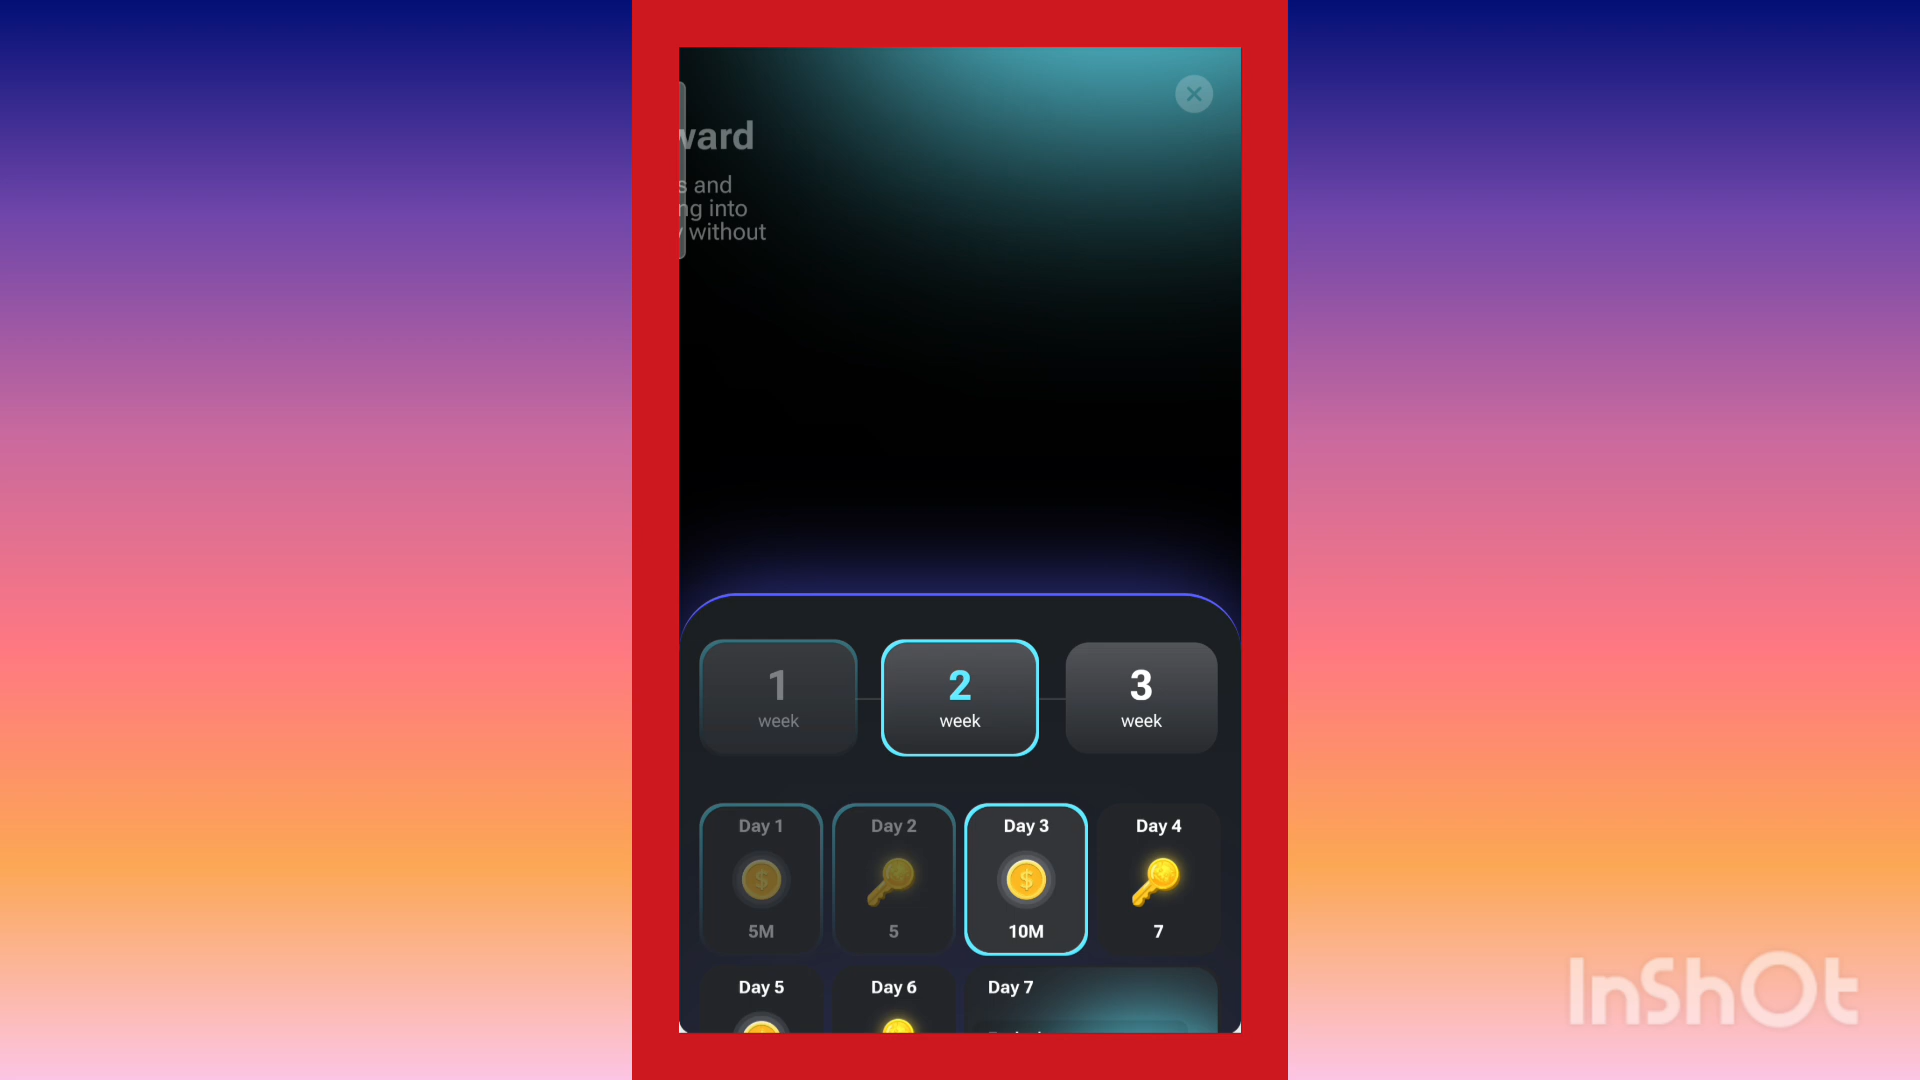 ward
s and
ng into
without
1
week
2
week
3
week
Day 1
5M
Day 2
5
Day 3
10M
Day 4
7
Day 5
Day 6
Day 7
InShOt